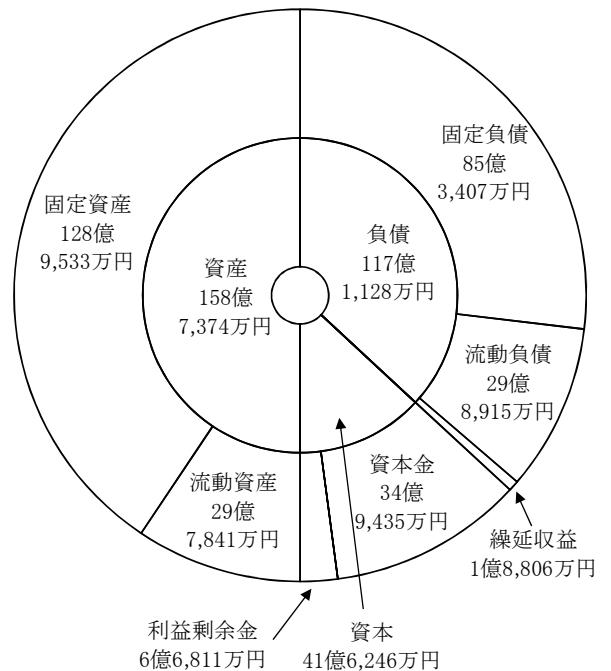 固定負債
85億
3,407万円
固定資産
128億
9,533万円
負債
117億
1,128万円
資産
158億
7,374万円
流動負債
29億
8,915万円
資本金
34億
9,435万円
流動資産
29億
7,841万円
繰延収益
1億8,806万円
利益剰余金
6億6,811万円
資本
41億6,246万円